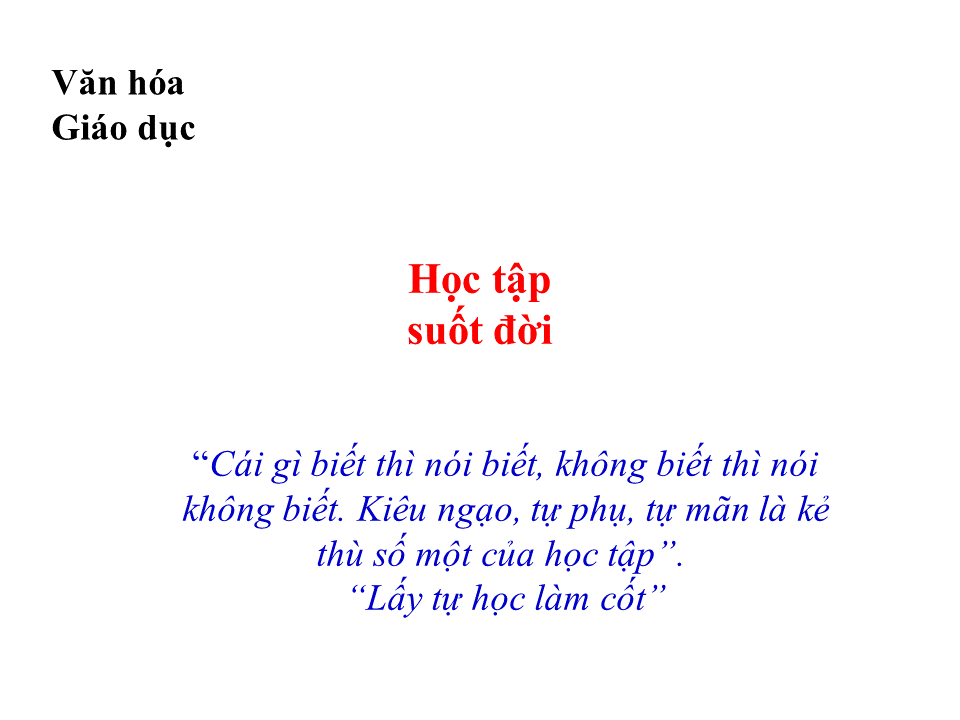 Văn hóa
Giáo dục
Học tập
suốt đời
“Cái gì biết thì nói biết, không biết thì nói
không biết. Kiêu ngạo, tự phụ, tự mãn là kẻ
thù số một của học tập”.
“Lấy tự học làm cốt”